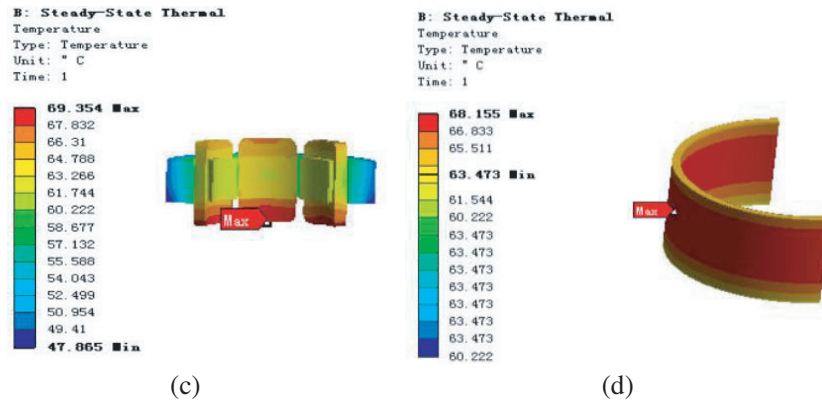 B: Steady-State Thermal
Temperature
Type: Temperature
Unit: ° C
Time: 1
69.354 Max
67.832
66.31
64.788
63.266
61.744
60.222
58.677
57.132
55.588
54.043
52.499
50.954
49.41
47.865 Min
Max
(c)
B: Steady-State Thermal
Temperature
Type: Temperature
Unit: ° C
Time: 1
68.155 Max
66.833
65.511
63.473 Min
61.544
60.222
63.473
63.473
63.473
63.473
63.473
63.473
63.473
60.222
Max
(d)